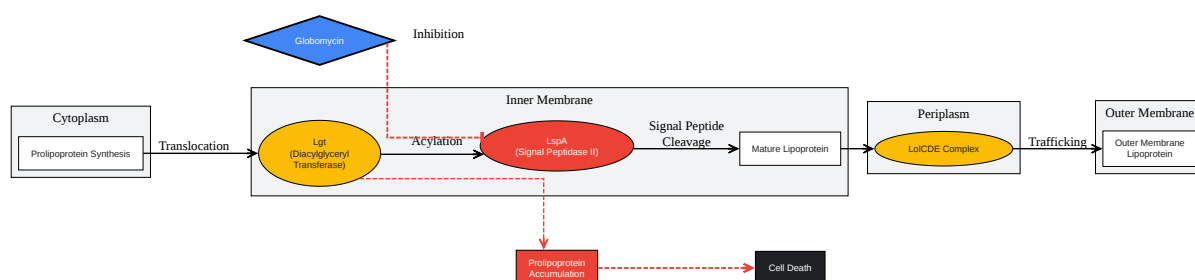 Globomycin
Inhibition
Inner Membrane
Cytoplasm
Prolipoprotein Synthesis
Translocation
Lgt
(Diacylglyceryl
Transferase)
Acylation
LspA
(Signal Peptidase II)
Signal Peptide
Cleavage
Mature Lipoprotein
Periplasm
LolCDE Complex
Trafficking
Outer Membrane
Outer Membrane
Lipoprotein
Prolipoprotein
Accumulation
Cell Death